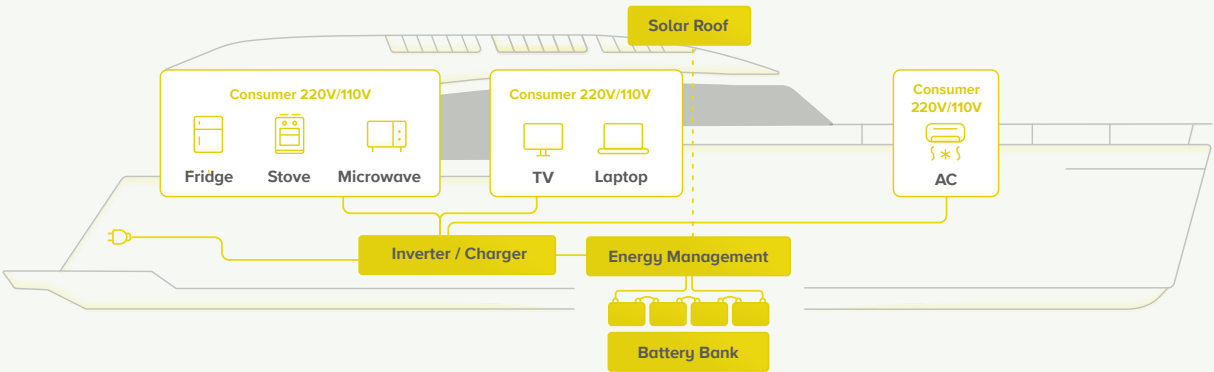 Solar Roof
Consumer 220V/110V
Fridge
Stove
Microwave
Consumer 220V/110V
TV
Laptop
Consumer
220V/110V
AC
Inverter / Charger
Energy Management
Battery Bank